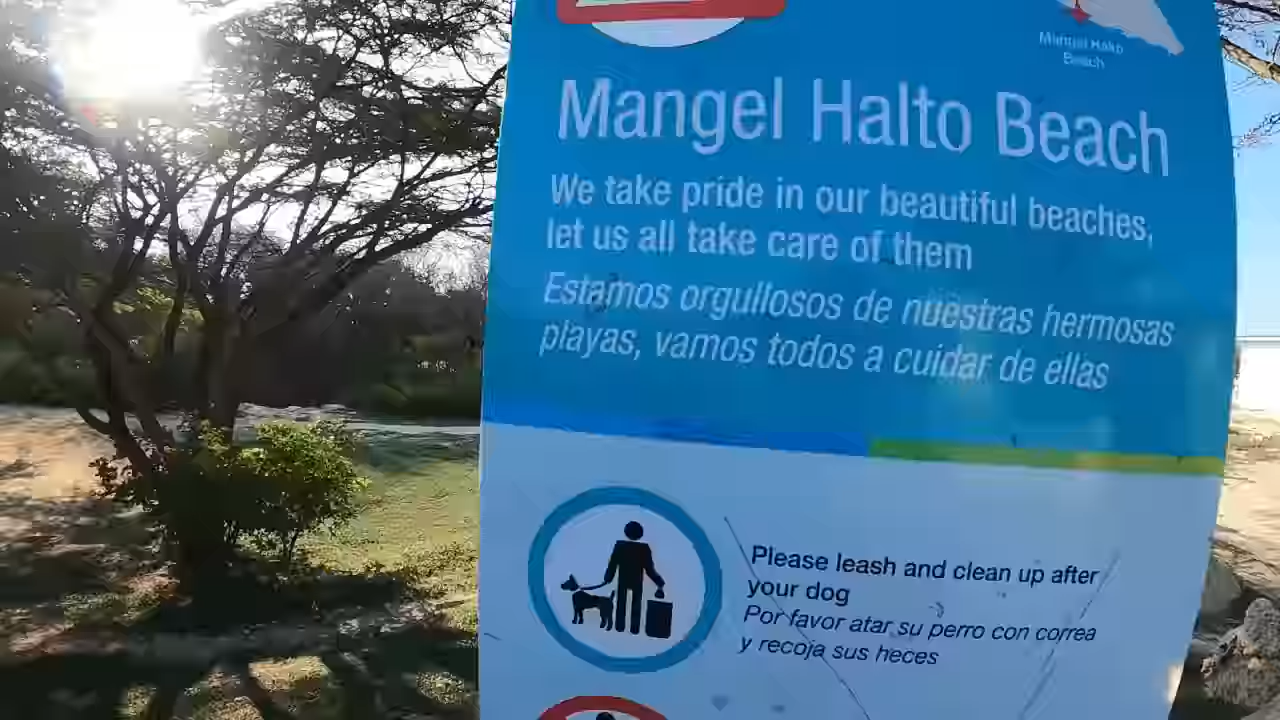 Mangel Halto
Beach
Mangel Halto Beach
We take pride in our beautiful beaches,
let us all take care of them
Estamos orgullosos de nuestras hermosas
playas, vamos todos a cuidar de ellas
Please leash and clean up after
your dog
Por favor atar su perro con correa
y recoja sus heces